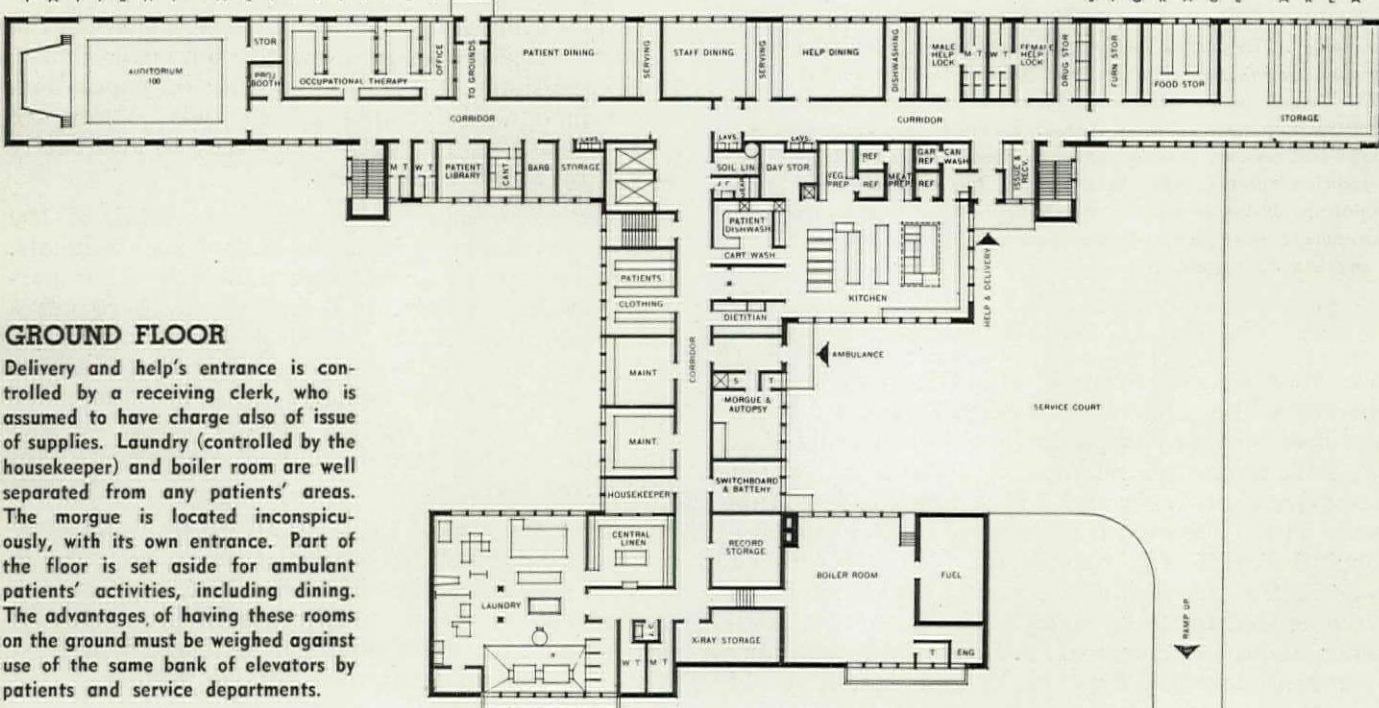 STORAGE AREA
AUDITORIUM
100
STOR
PROJ
BOOTH
OCCUPATIONAL THERAPY
OFFICE
TO GROUNDS
PATIENT DINING
SERVING
STAFF DINING
SERVING
HELP DINING
DISHWASHING
MALE
HELP
LOCK
M T
W T
FEMALE
HELP
LOCK
DRUG STOR
FURN STOR
FOOD STOR
STORAGE
CORRIDOR
CORRIDOR
M T
W T
PATIENT
LIBRARY
CANT
BARB
LAVS.
STORAGE
LAVS.
SOIL LIN
LAVS.
DAY STOR
VEG
PREP
REF
REF
MEAT
PREP
GAR
REF
REF
CAN
WASH
ISSUE &
RECV.
J C
PATIENT
DISHWASH
CART WASH
PATIENTS
CLOTHING
KITCHEN
DIETITIAN
HELP & DELIVERY
CORRIDOR
AMBULANCE
MAINT.
S
T
MORGUE &
AUTOPSY
SERVICE COURT
MAINT.
SWITCHBOARD
& BATTERY
HOUSEKEEPER
CENTRAL
LINEN
RECORD
STORAGE
BOILER ROOM
FUEL
LAUNDRY
J.C.
W T
M T
X-RAY STORAGE
T
ENG
RAMP UP
GROUND FLOOR
Delivery and help's entrance is con-
trolled by a receiving clerk, who is
assumed to have charge also of issue
of supplies. Laundry (controlled by the
housekeeper) and boiler room are well
separated from any patients' areas.
The morgue is located inconspicu-
ously, with its own entrance. Part of
the floor is set aside for ambulant
patients' activities, including dining.
The advantages of having these rooms
on the ground must be weighed against
use of the same bank of elevators by
patients and service departments.